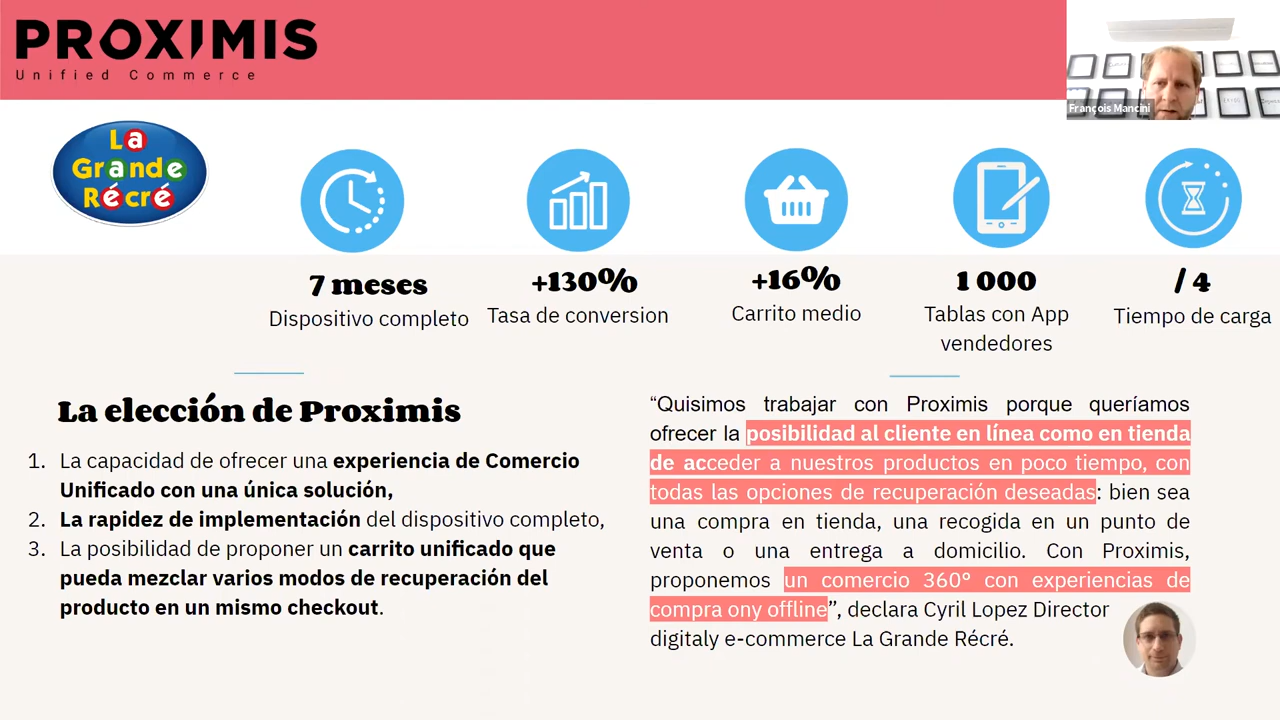 PROXIMIS
Unified Commerce
François Mancini
La
Grande
Récré
7 meses
Dispositivo completo
+130%
Tasa de conversion
+16%
Carrito medio
1 000
Tablas con App
vendedores
/ 4
Tiempo de carga
La elección de Proximis
1. La capacidad de ofrecer una experiencia de Comercio
Unificado con una única solución,
2. La rapidez de implementación del dispositivo completo,
3. La posibilidad de proponer un carrito unificado que
pueda mezclar varios modos de recuperación del
producto en un mismo checkout.
“Quisimos trabajar con Proximis porque queríamos
ofrecer la posibilidad al cliente en línea como en tienda
de acceder a nuestros productos en poco tiempo, con
todas las opciones de recuperación deseadas: bien sea
una compra en tienda, una recogida en un punto de
venta o una entrega a domicilio. Con Proximis,
proponemos un comercio 360° con experiencias de
compra ony offline”, declara Cyril Lopez Director
digitaly e-commerce La Grande Récré.